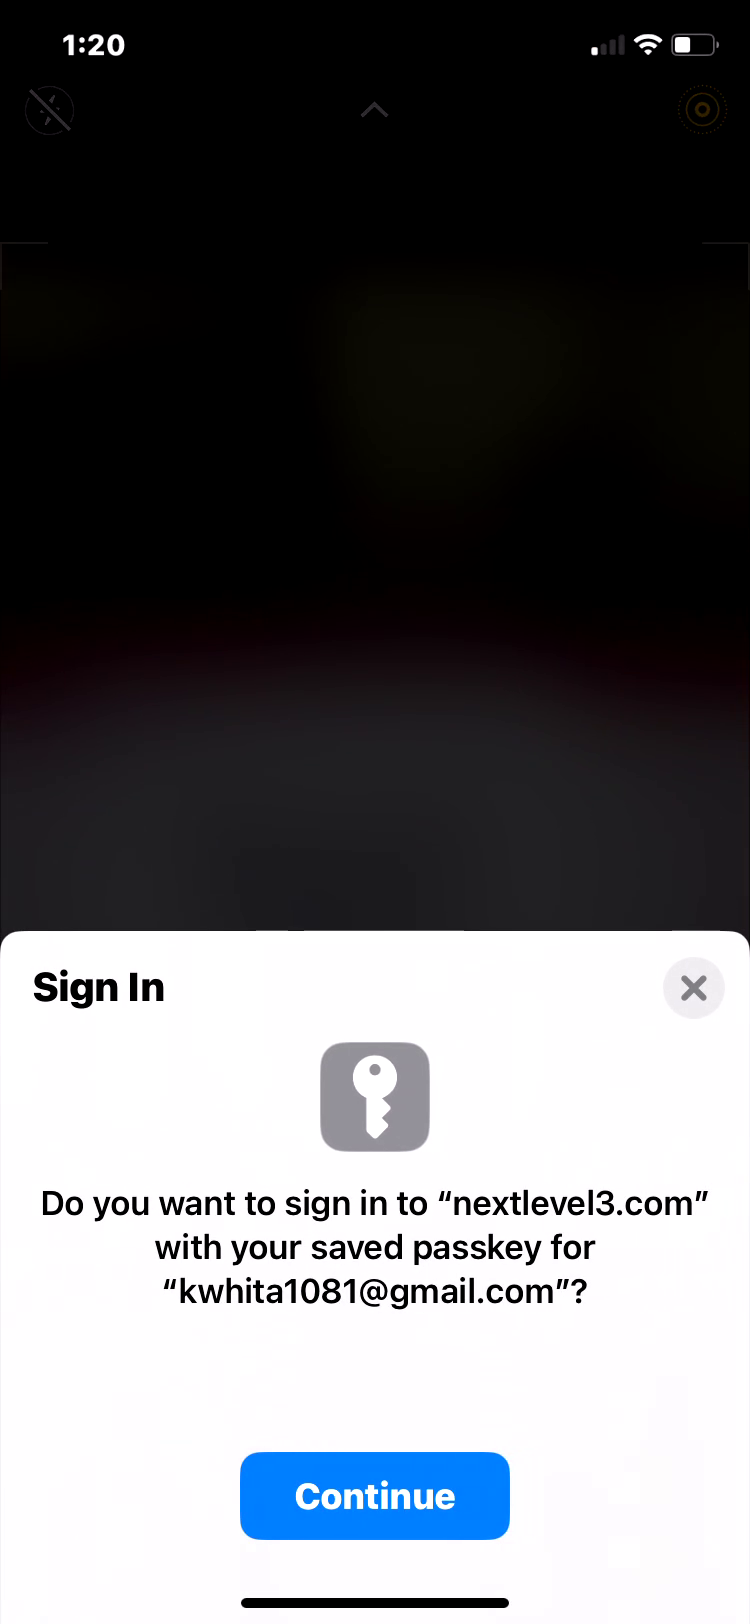 1:20
Sign In
Do you want to sign in to “nextlevel3.com”
with your saved passkey for
“kwhita1081@gmail.com”?
Continue